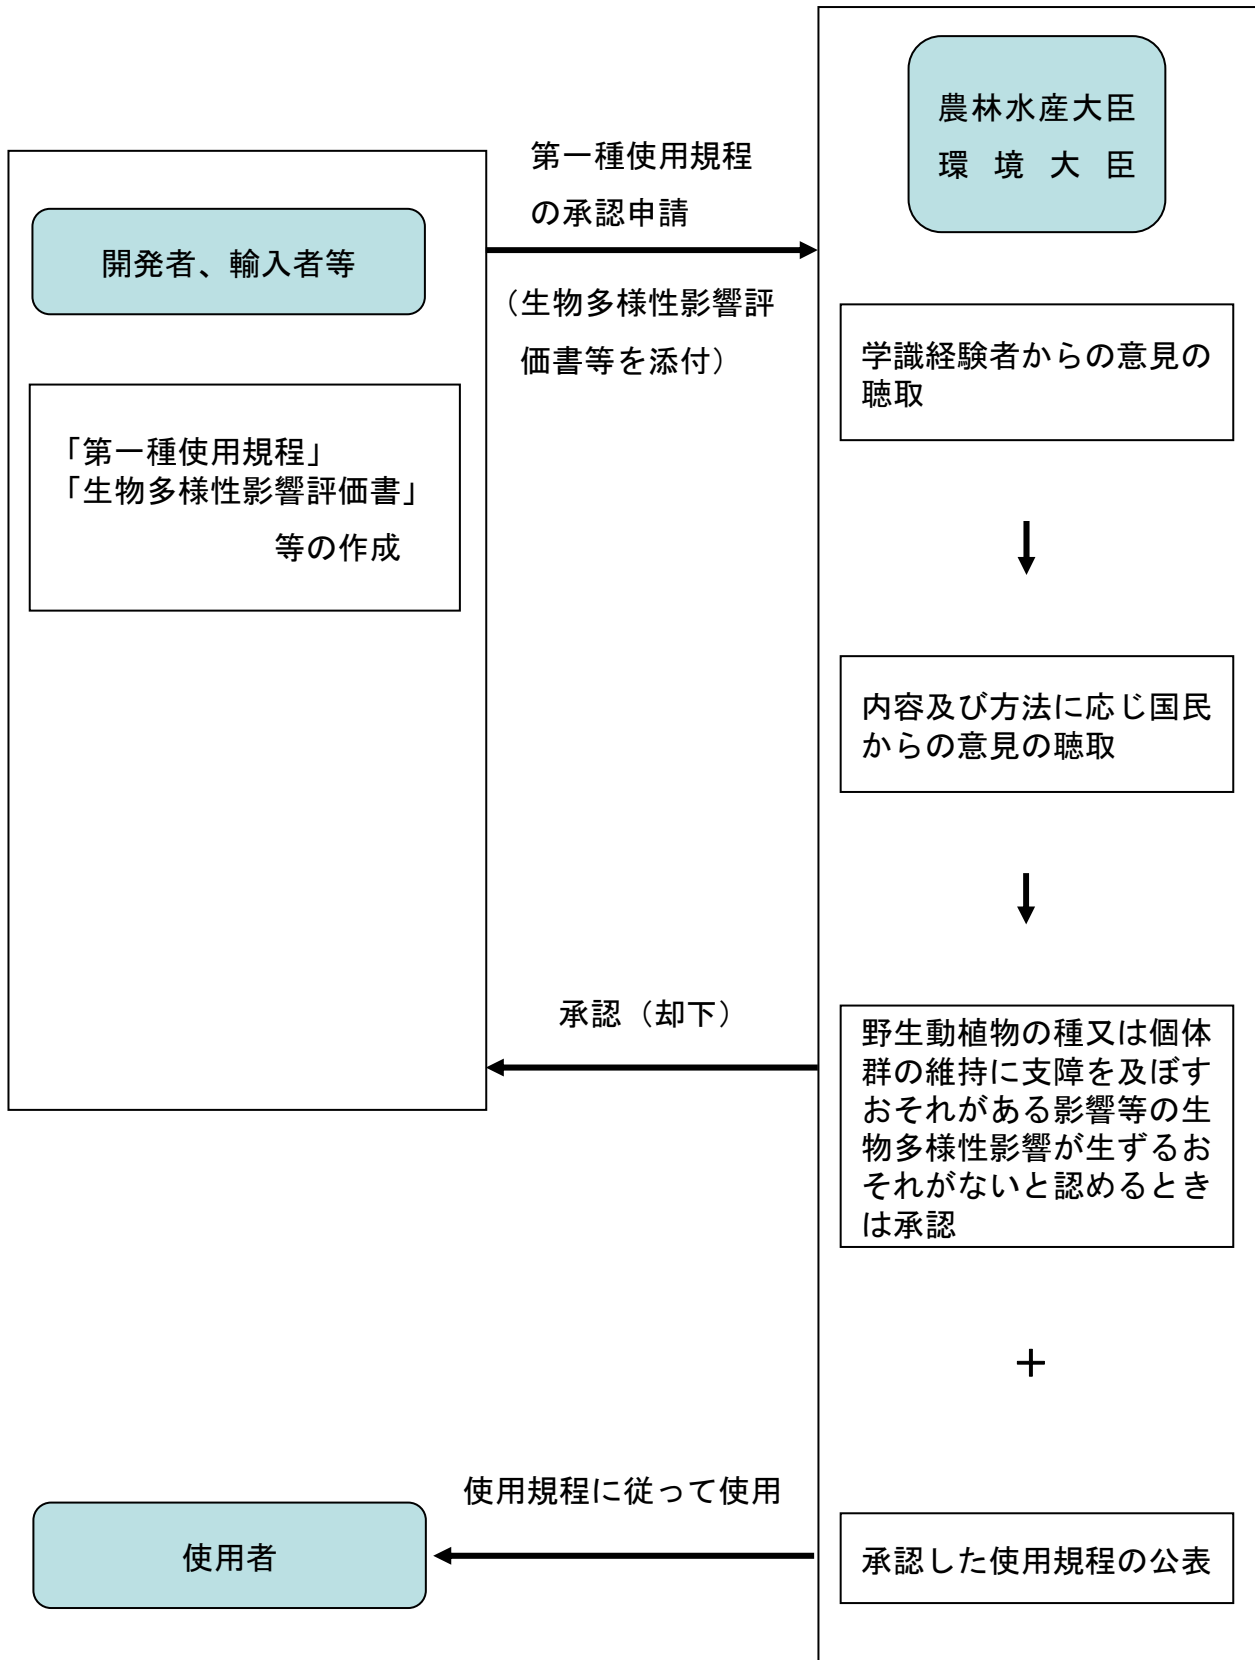 開発者、輸入者等
「第一種使用規程」
「生物多様性影響評価書」
等の作成
第一種使用規程
の承認申請
（生物多様性影響評
価書等を添付）
農林水産大臣
環 境 大 臣
学識経験者からの意見の
聴取
内容及び方法に応じ国民
からの意見の聴取
野生動植物の種又は個体
群の維持に支障を及ぼす
おそれがある影響等の生
物多様性影響が生ずるお
それがないと認めるとき
は承認
承認（却下）
＋
承認した使用規程の公表
使用規程に従って使用
使用者